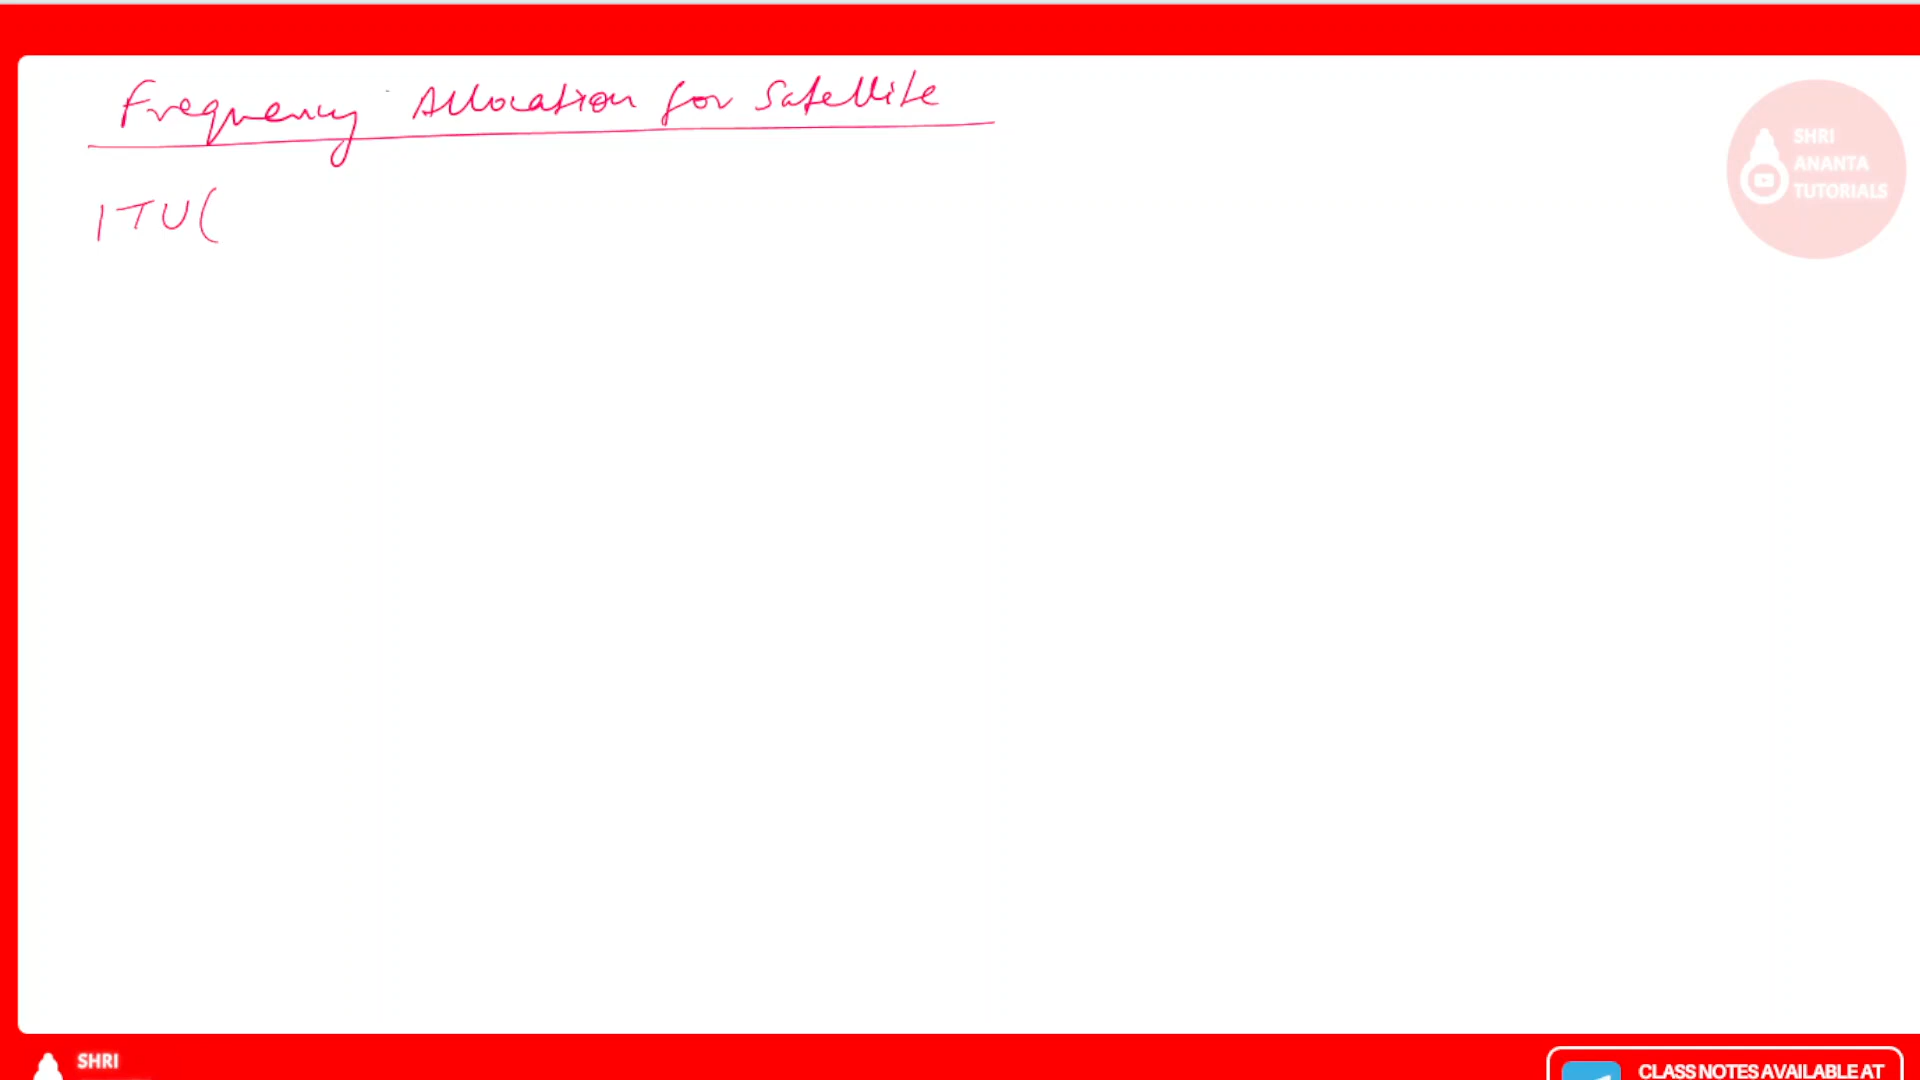 Frequency Allocation for Satellite
SHRI
ANANTA
TUTORIALS
ITU(
SHRI
CLASS NOTES AVAILABLE AT